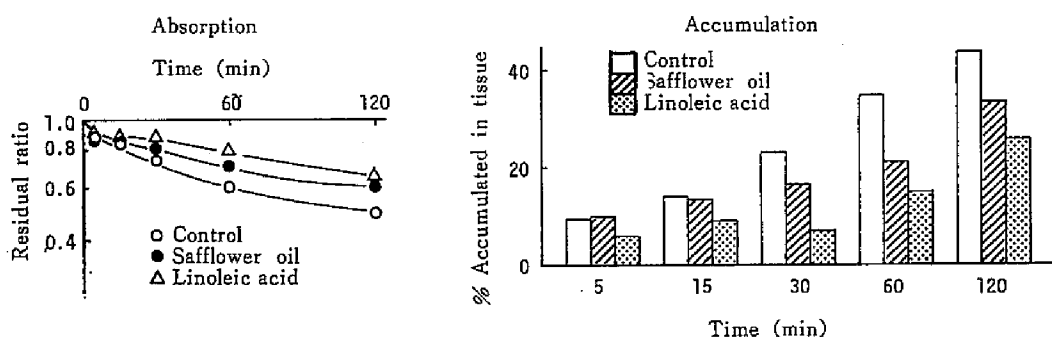 Absorption
Time (min)
0 60 120
Residual ratio
1.0
0.8
0.6
0.4
Control
Safflower oil
Linoleic acid
Accumulation
% Accumulated in tissue
40
20
0
Control
Safflower oil
Linoleic acid
5 15 30 60 120
Time (min)